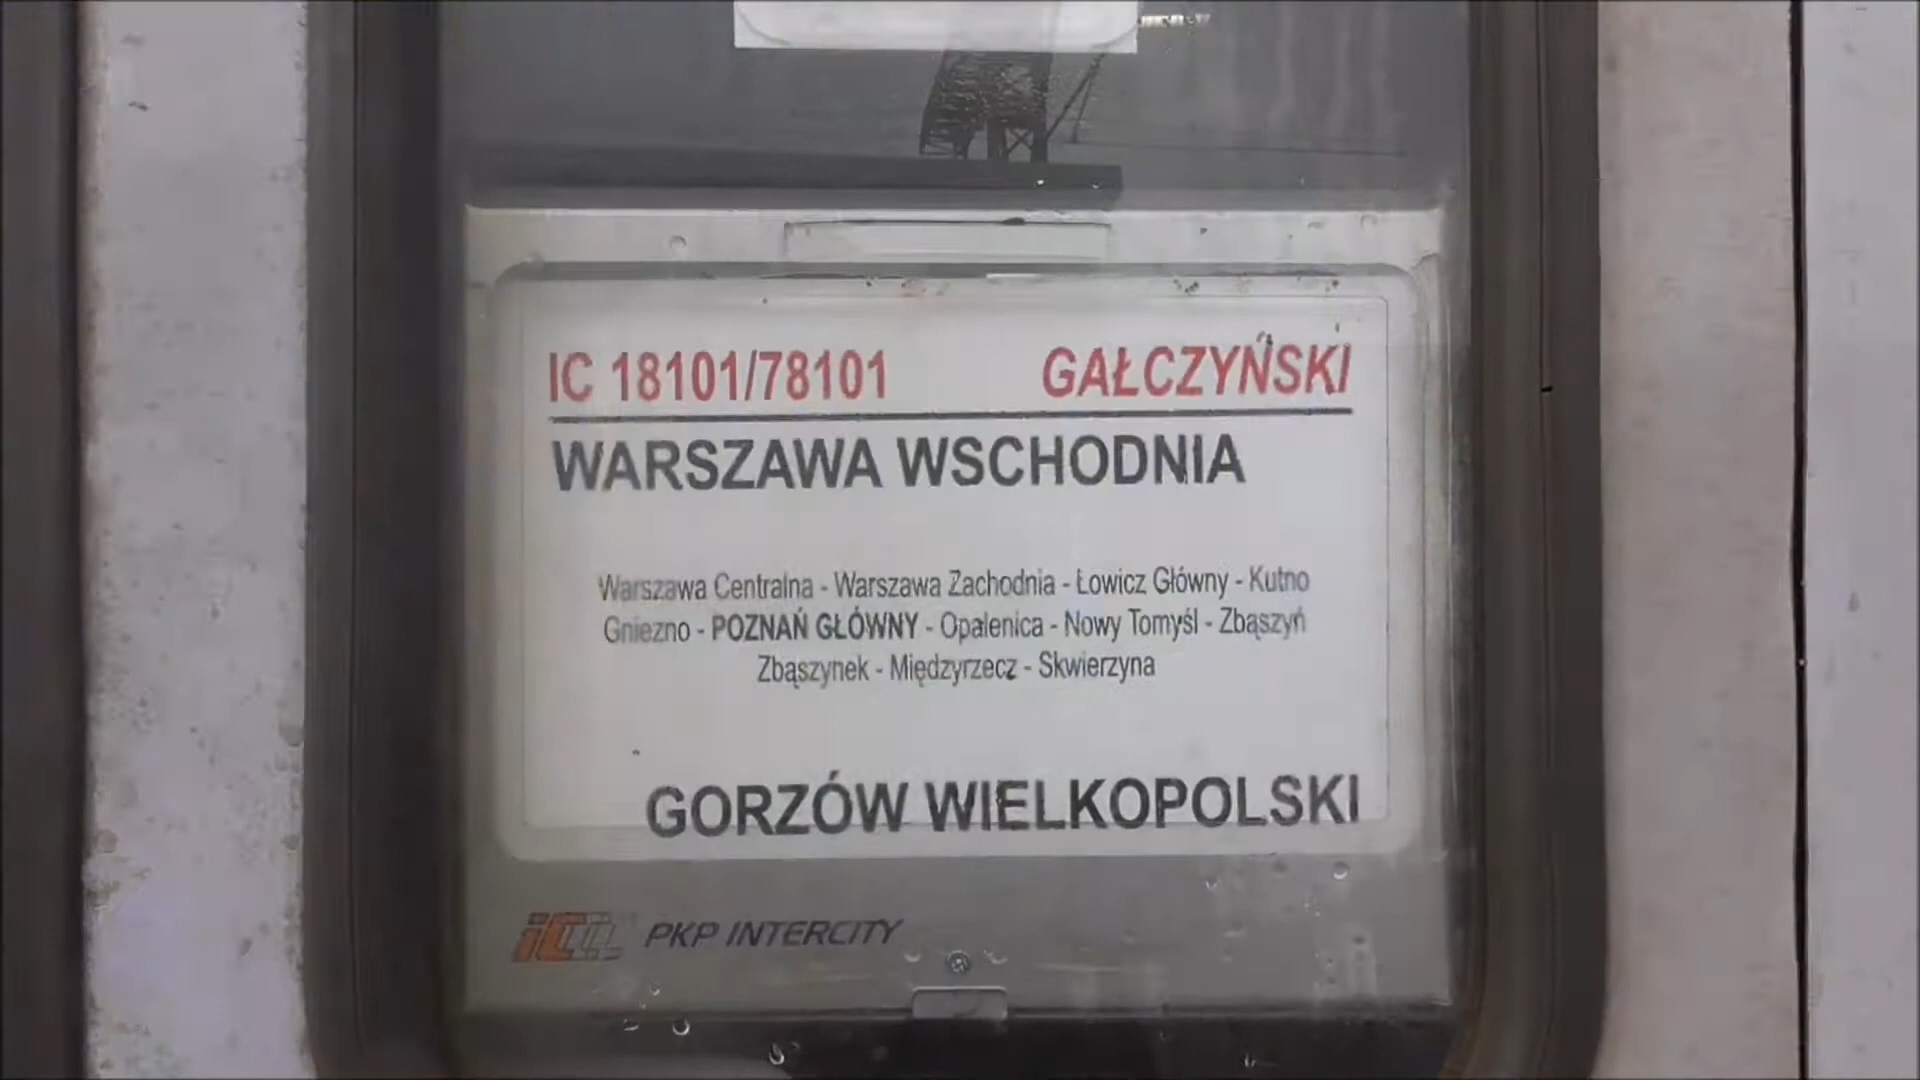 IC 18101/78101 GAŁCZYŃSKI
WARSZAWA WSCHODNIA
Warszawa Centralna - Warszawa Zachodnia - Łowicz Główny - Kutno
Gniezno - POZNAŃ GŁÓWNY - Opalenica - Nowy Tomyśl - Zbąszyń
Zbąszynek - Międzyrzecz - Skwierzyna
GORZÓW WIELKOPOLSKI
IC PKP INTERCITY